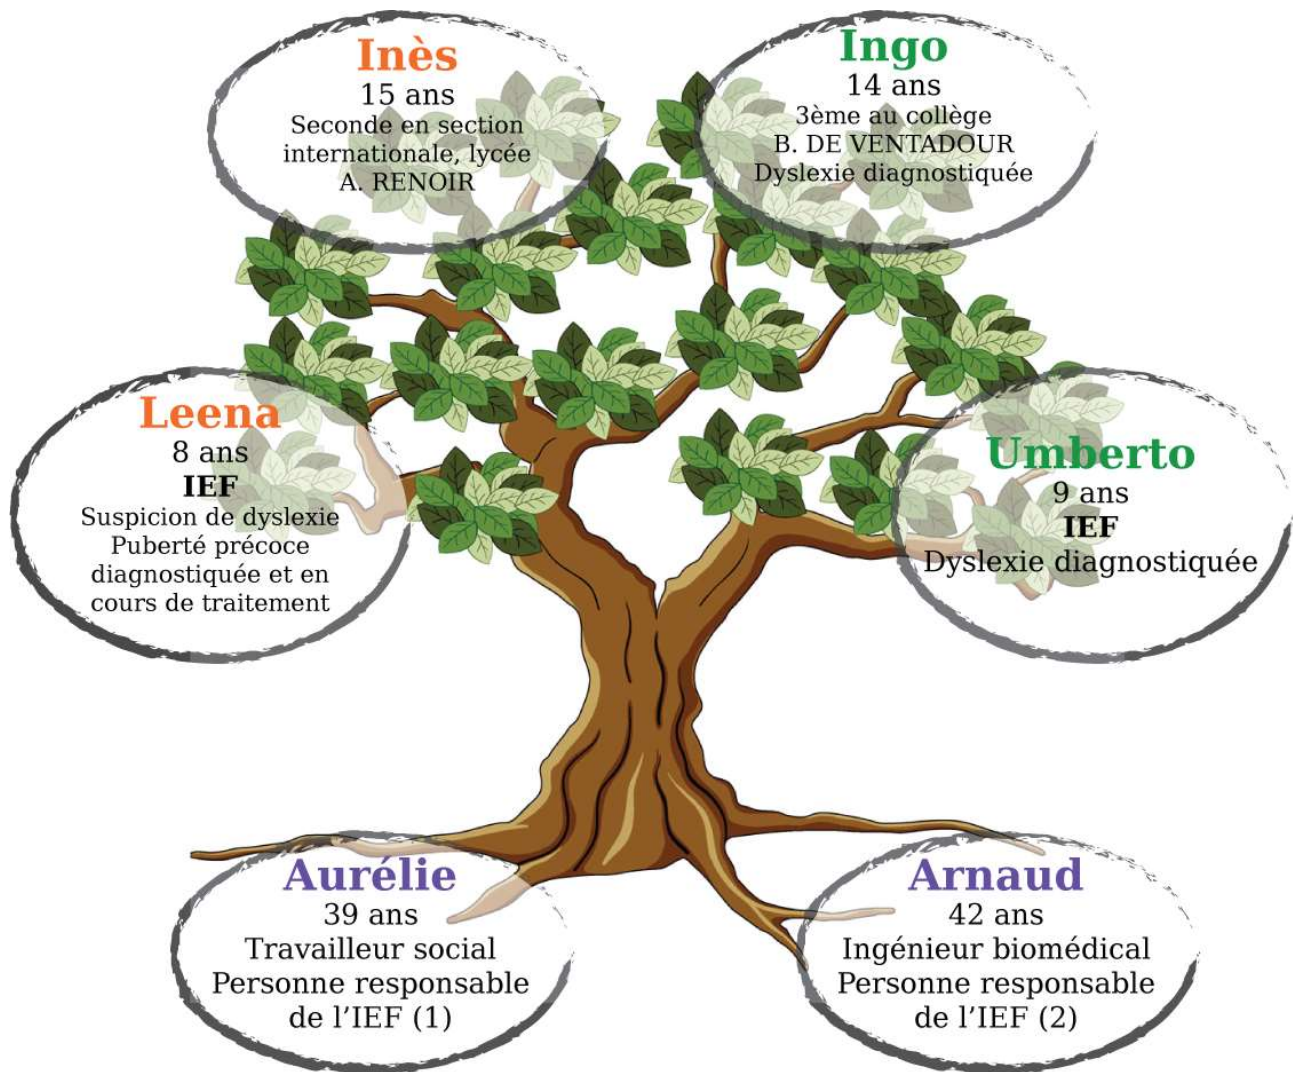 Inès
15 ans
Seconde en section
internationale, lycée
A. RENOIR
Ingo
14 ans
3ème au collège
B. DE VENTADOUR
Dyslexie diagnostiquée
Leena
8 ans
IEF
Suspicion de dyslexie
Puberté précoce
diagnostiquée et en
cours de traitement
Umberto
9 ans
IEF
Dyslexie diagnostiquée
Aurélie
39 ans
Travailleur social
Personne responsable
de l’IEF (1)
Arnaud
42 ans
Ingénieur biomédical
Personne responsable
de l’IEF (2)